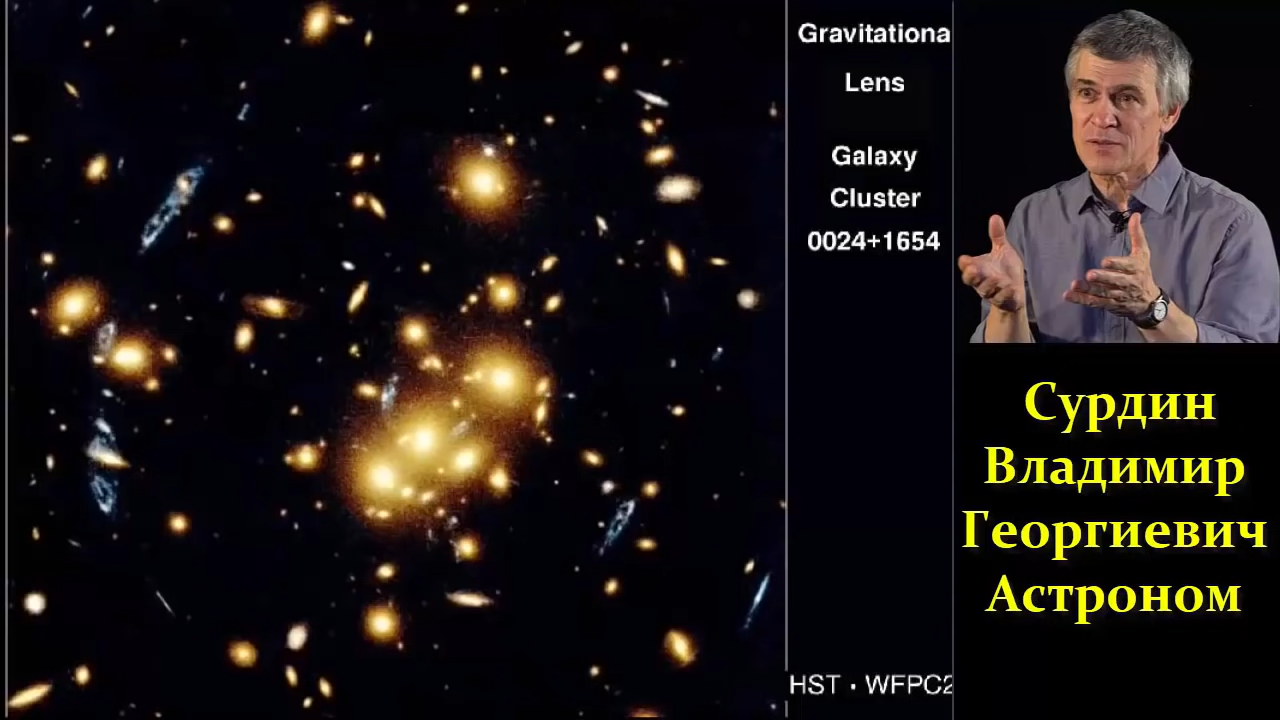 Gravitationa
Lens
Galaxy
Cluster
0024+1654
HST · WFPC2
Сурдин
Владимир
Георгиевич
Астроном